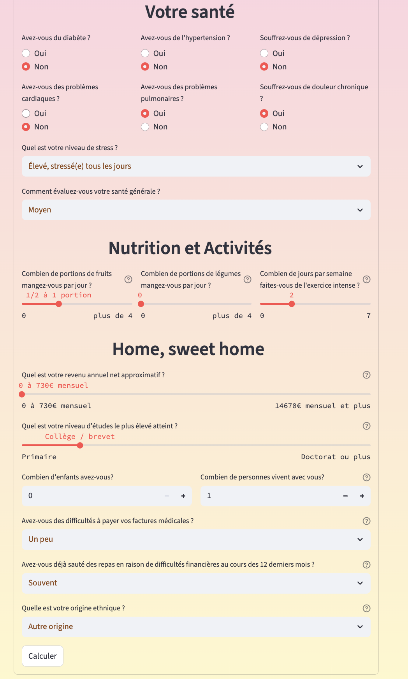 Votre santé
Avez-vous du diabète ?
Avez-vous de l'hypertension ?
Souffrez-vous de dépression ?
Oui
Oui
Oui
Non
Non
Non
Avez-vous des problèmes
cardiaques ?
Avez-vous des problèmes
pulmonaires ?
Souffrez-vous de douleur chronique
?
Oui
Oui
Oui
Non
Non
Non
Quel est votre niveau de stress ?
Élevé, stressé(e) tous les jours
Comment évaluez-vous votre santé générale ?
Moyen
Nutrition et Activités
Combien de portions de fruits
mangez-vous par jour ?
Combien de portions de légumes
mangez-vous par jour ?
Combien de jours par semaine
faites-vous de l'exercice intense ?
1/2 à 1 portion
0
2
0 plus de 4
0 plus de 4
0 7
Home, sweet home
Quel est votre revenu annuel net approximatif ?
0 à 730€ mensuel
0 à 730€ mensuel 14670€ mensuel et plus
Quel est votre niveau d'études le plus élevé atteint ?
Collège / brevet
Primaire Doctorat ou plus
Combien d'enfants avez-vous?
Combien de personnes vivent avec vous?
0 − +
1 − +
Avez-vous des difficultés à payer vos factures médicales ?
Un peu
Avez-vous déjà sauté des repas en raison de difficultés financières au cours des 12 derniers mois ?
Souvent
Quelle est votre origine ethnique ?
Autre origine
Calculer